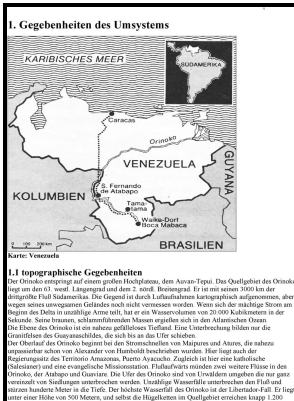 1. Gegebenheiten des Umsystems
KARIBISCHES MEER
SÜDAMERIKA
Caracas
Orinoko
GUYANA
VENEZUELA
KOLUMBIEN
S. Fernando
de Atabapo
Tama-
tama
Waika-Dorf
Boca Mabaca
0 100 200 km
BRASILIEN
Karte: Venezuela
1.1 topographische Gegebenheiten
Der Orinoko entspringt auf einem großen Hochplateau, dem Auvan-Tepui. Das Quellgebiet des Orinoko
liegt um den 63. westl. Längengrad und dem 2. nördl. Breitengrad. Er ist mit seinen 3000 km der
drittgrößte Fluß Südamerikas. Die Gegend ist durch Luftaufnahmen kartographisch aufgenommen, aber
wegen seines unwegsamen Geländes noch nicht vermessen worden. Wenn sich der mächtige Strom am
Beginn des Delta in unzählige Arme teilt, hat er ein Wasservolumen von 20 000 Kubikmetern in der
Sekunde. Seine braunen, schlammführenden Massen ergießen sich in den Atlantischen Ozean.
Die Ebene des Orinoko ist ein nahezu gefälleloses Tiefland. Eine Unterbrechung bilden nur die
Granitfelsen des Guyanaschildes, die sich bis an das Ufer schieben.
Der Oberlauf des Orinoko beginnt bei den Stromschnellen von Maipures und Atures, die nahezu
unpassierbar schon von Alexander von Humboldt beschrieben wurden. Hier liegt auch der
Regierungssitz des Territorio Amazonas, Puerto Ayacucho. Zugleich ist hier eine katholische
(Salesianer) und eine evangelische Missionsstation. Flußaufwärts münden zwei weitere Flüsse in den
Orinoko, der Atabapo und Guaviare. Die Ufer des Orinoko sind von Urwäldern umgeben die nur ganz
vereinzelt von Siedlungen unterbrochen werden. Unzählige Wasserfälle unterbrechen den Fluß und
stürzen hunderte Meter in die Tiefe. Der höchste Wasserfall des Orinoko ist der Libertador-Fall. Er liegt
unter einer Höhe von 500 Metern, und selbst die Hügelketten im Quellgebiet erreichen knapp 1.200